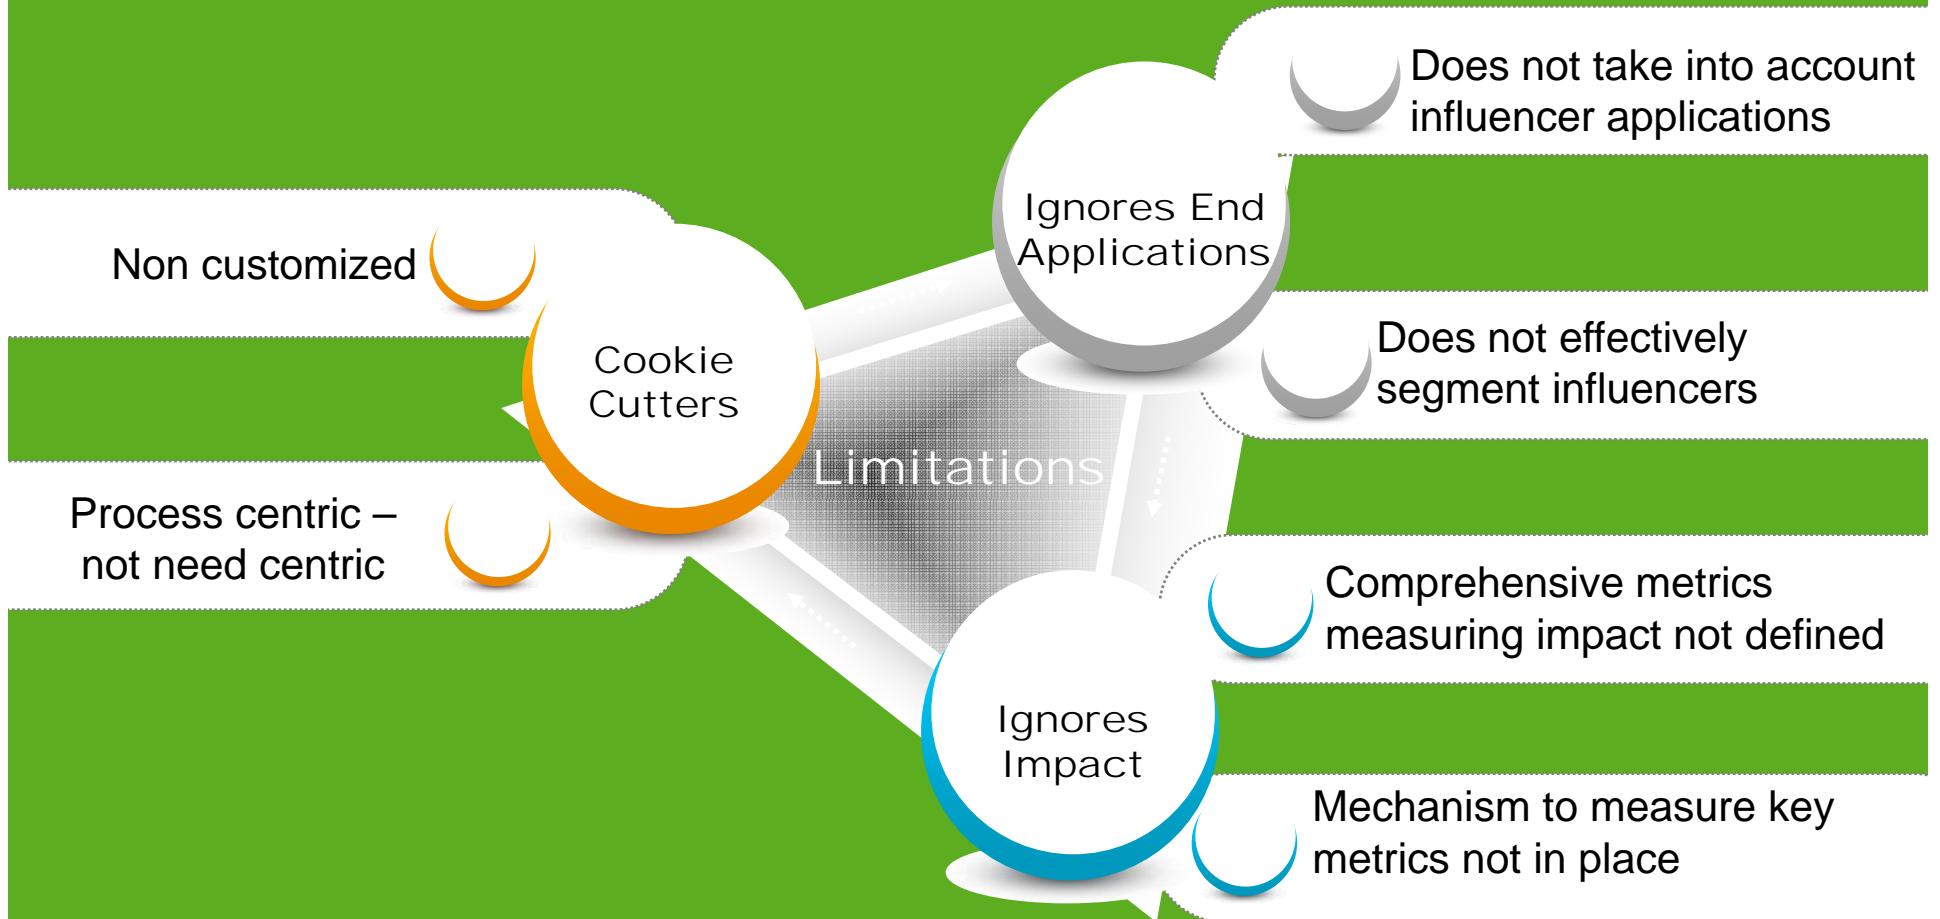 Does not take into account
influencer applications
Ignores End
Applications
Non customized
Does not effectively
segment influencers
Cookie
Cutters
Limitations
Process centric –
not need centric
Comprehensive metrics
measuring impact not defined
Ignores
Impact
Mechanism to measure key
metrics not in place